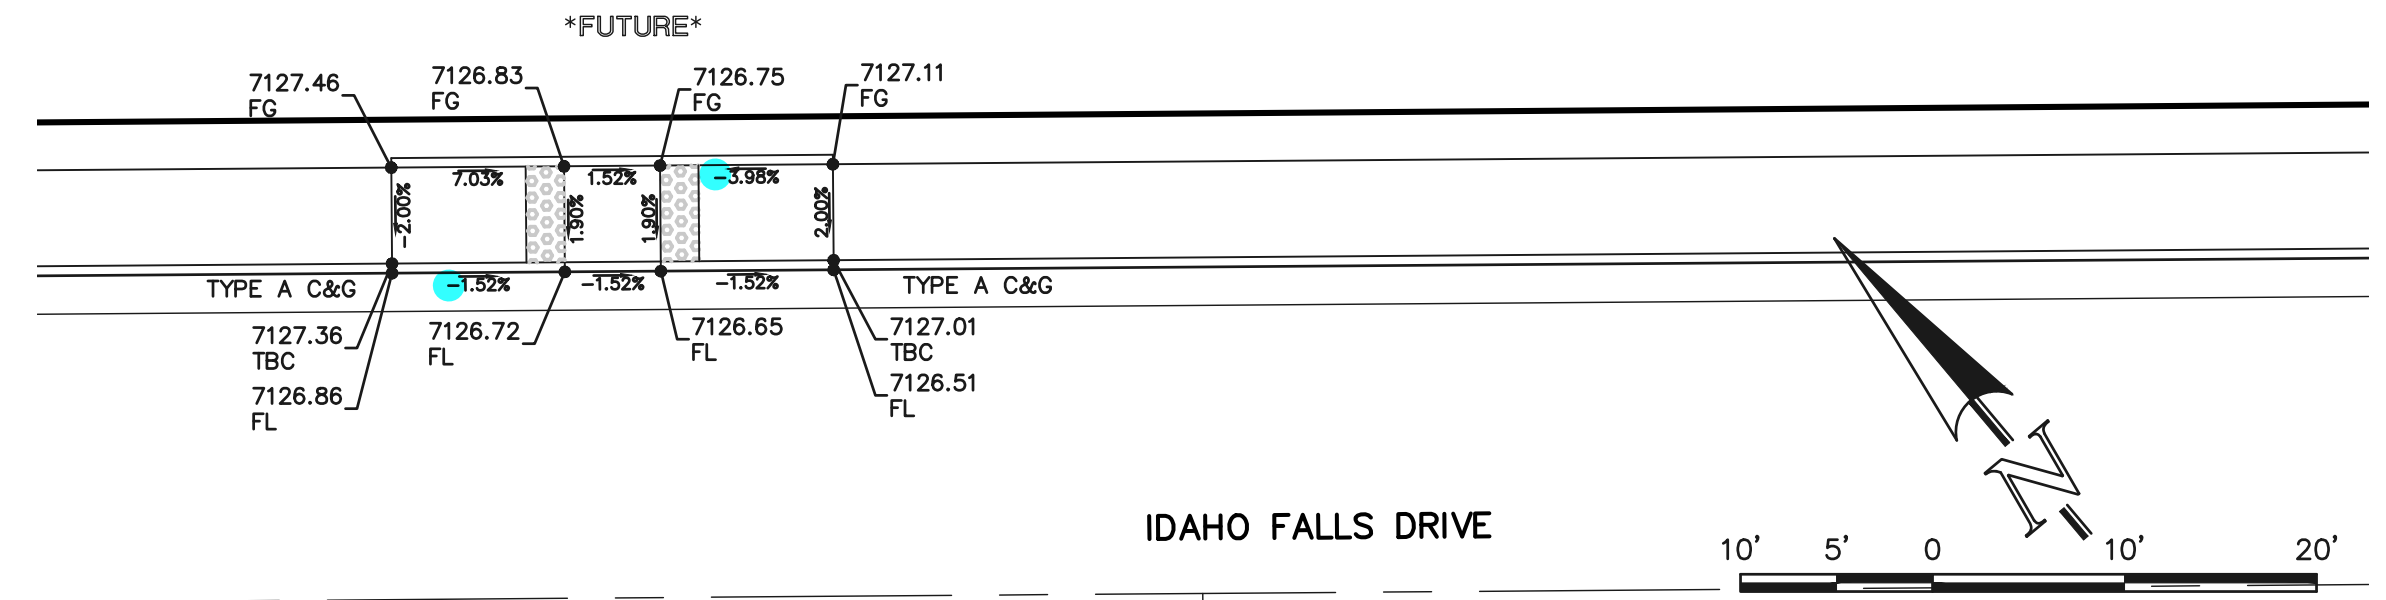 *FUTURE*
7127.46
FG
7126.83
FG
7126.75
FG
7127.11
FG
7.03%
1.52%
-3.98%
-2.00%
1.90%
1.90%
2.00%
-1.52%
-1.52%
-1.52%
TYPE A C&G
TYPE A C&G
7127.36
TBC
7126.86
FL
7126.72
FL
7126.65
FL
7127.01
TBC
7126.51
FL
N
IDAHO FALLS DRIVE
10' 5' 0 10' 20'